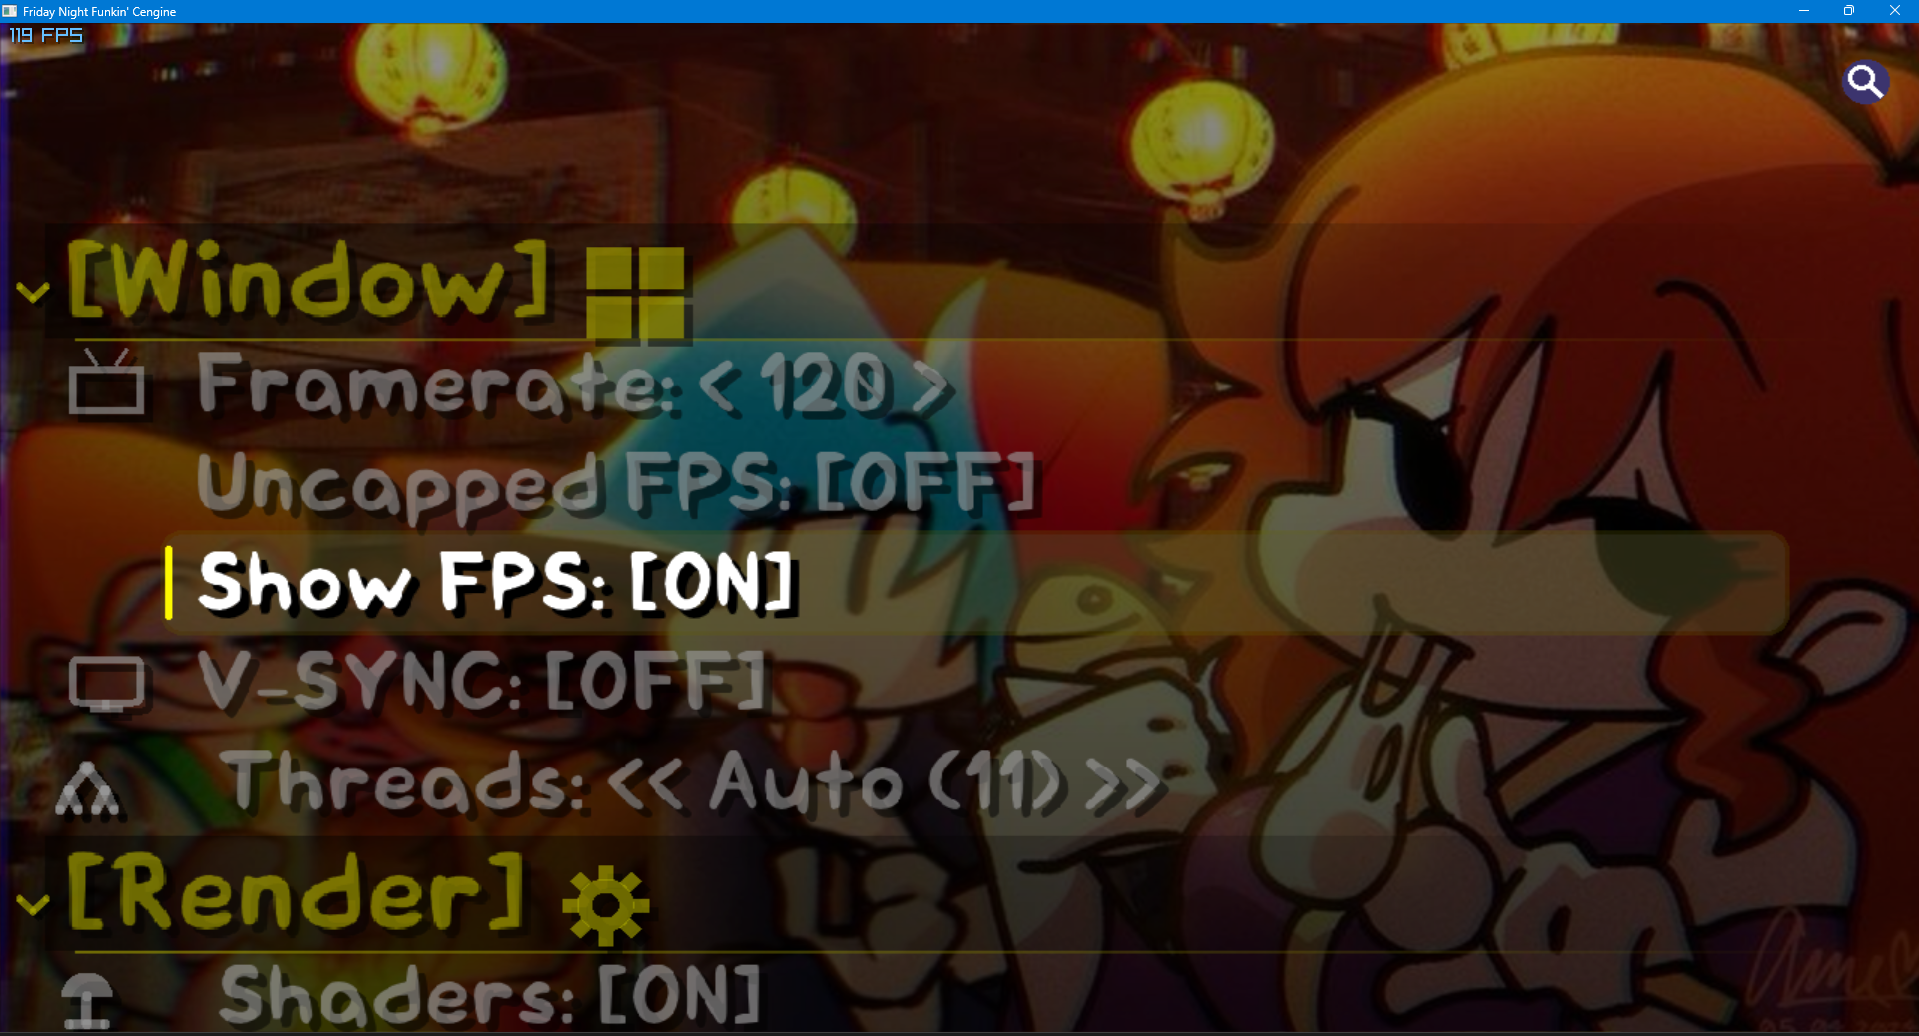 Friday Night Funkin' Cengine
119 FPS
[Window]
Framerate: < 120 >
Uncapped FPS: [OFF]
Show FPS: [ON]
V-SYNC: [OFF]
Threads: << Auto (11) >>
[Render]
Shaders: [ON]